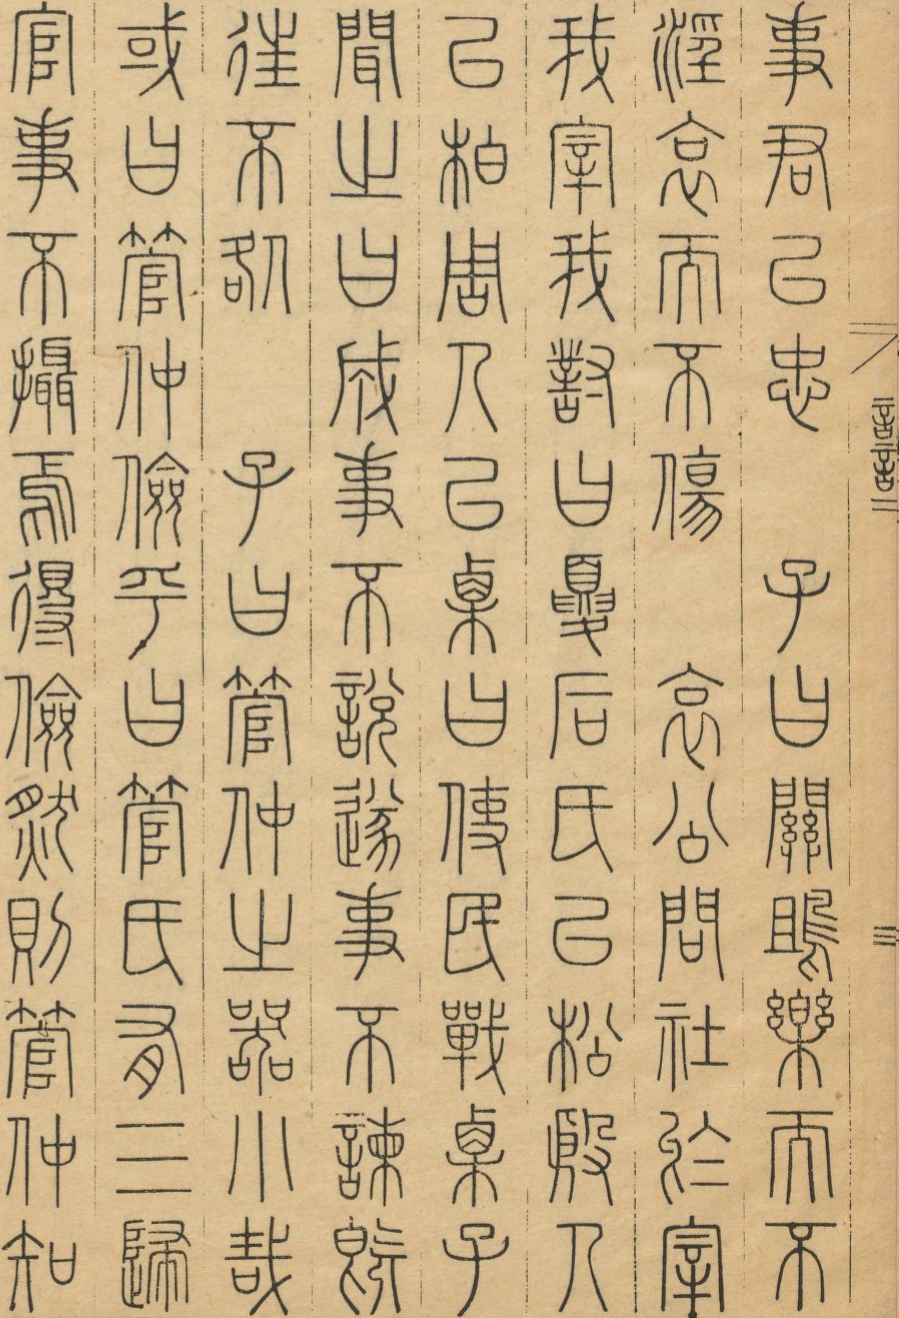 事君以忠　子曰關雎樂而不
淫哀而不傷　哀公問社於宰
我宰我對曰夏后氏以松殷人
以柏周人以栗曰使民戰栗子
聞之曰成事不說遂事不諫既
往不咎　子曰管仲之器小哉
或曰管仲儉乎曰管氏有三歸
官事不攝焉得儉然則管仲知